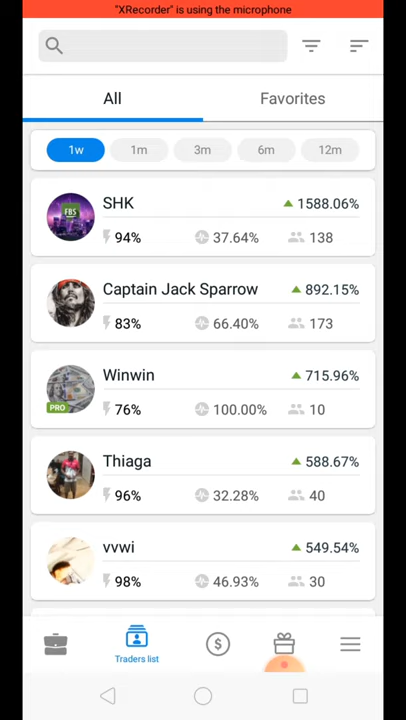 "XRecorder" is using the microphone
All
Favorites
1w
1m
3m
6m
12m
SHK
1588.06%
FBS
94%
37.64%
138
Captain Jack Sparrow
892.15%
83%
66.40%
173
Winwin
715.96%
PRO
76%
100.00%
10
Thiaga
588.67%
96%
32.28%
40
vvwi
549.54%
98%
46.93%
30
$
Traders list